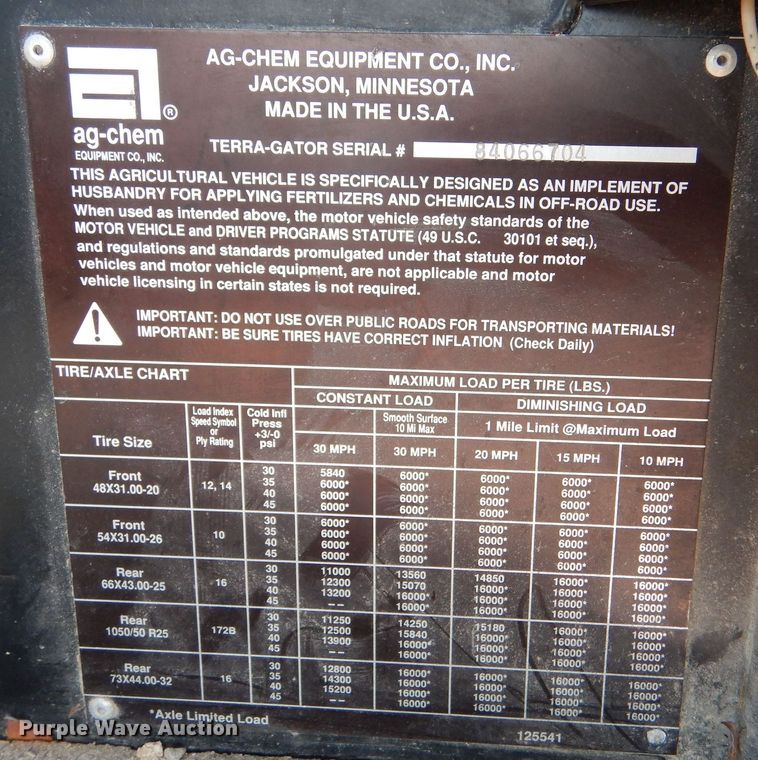 AG-CHEM EQUIPMENT CO., INC.
JACKSON, MINNESOTA
MADE IN THE U.S.A.
®
ag-chem
EQUIPMENT CO., INC.
TERRA-GATOR SERIAL # 84066704
THIS AGRICULTURAL VEHICLE IS SPECIFICALLY DESIGNED AS AN IMPLEMENT OF
HUSBANDRY FOR APPLYING FERTILIZERS AND CHEMICALS IN OFF-ROAD USE.
When used as intended above, the motor vehicle safety standards of the
MOTOR VEHICLE and DRIVER PROGRAMS STATUTE (49 U.S.C. 30101 et seq.),
and regulations and standards promulgated under that statute for motor
vehicles and motor vehicle equipment, are not applicable and motor
vehicle licensing in certain states is not required.
IMPORTANT: DO NOT USE OVER PUBLIC ROADS FOR TRANSPORTING MATERIALS!
IMPORTANT: BE SURE TIRES HAVE CORRECT INFLATION (Check Daily)
TIRE/AXLE CHART MAXIMUM LOAD PER TIRE (LBS.)
CONSTANT LOAD DIMINISHING LOAD
Tire Size
Load Index
Speed Symbol
or
Ply Rating
Cold Infl
Press
+3/-0
psi
Smooth Surface
10 Mi Max
1 Mile Limit @Maximum Load
30 MPH 30 MPH 20 MPH 15 MPH 10 MPH
Front
48X31.00-20
12, 14
30 5840 6000* 6000* 6000* 6000*
35 6000* 6000* 6000* 6000* 6000*
40 6000* 6000* 6000* 6000* 6000*
45 6000* 6000* 6000* 6000* 6000*
Front
54X31.00-26
10
30 6000* 6000* 6000* 6000* 6000*
35 6000* 6000* 6000* 6000* 6000*
40 6000* 6000* 6000* 6000* 6000*
45 6000* 6000* 6000* 6000* 6000*
Rear
66X43.00-25
16
30 11000 13560 14850 16000* 16000*
35 12300 15070 16000* 16000* 16000*
40 13200 16000* 16000* 16000* 16000*
45 -- 16000* 16000* 16000* 16000*
Rear
1050/50 R25
172B
30 11250 14250 15180 16000* 16000*
35 12500 15840 16000* 16000* 16000*
40 13900 16000* 16000* 16000* 16000*
45 -- 16000* 16000* 16000* 16000*
Rear
73X44.00-32
16
30 12800 16000* 16000* 16000* 16000*
35 14300 16000* 16000* 16000* 16000*
40 15200 16000* 16000* 16000* 16000*
45 -- 16000* 16000* 16000* 16000*
*Axle Limited Load
125541
Purple Wave Auction